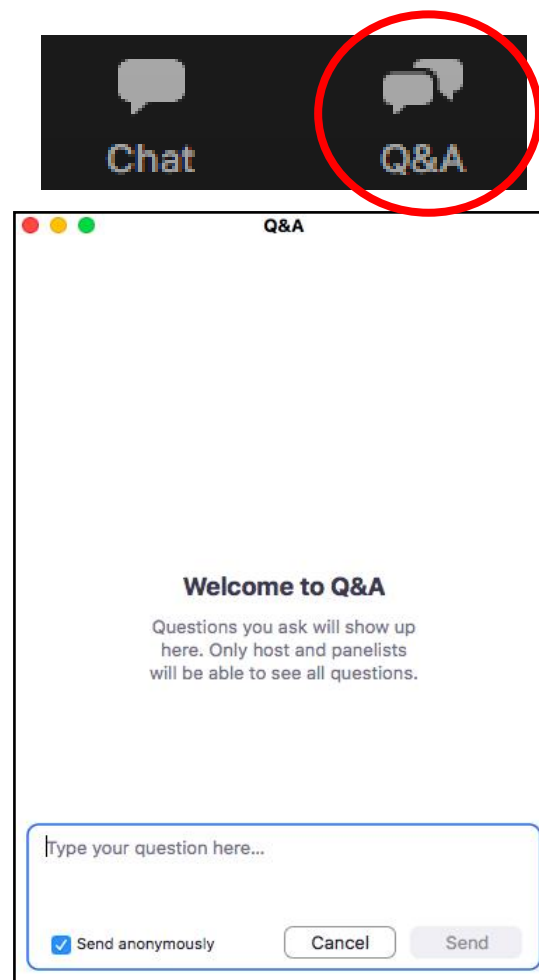 Chat Q&A
Q&A
Welcome to Q&A
Questions you ask will show up
here. Only host and panelists
will be able to see all questions.
Type your question here...
Send anonymously Cancel Send